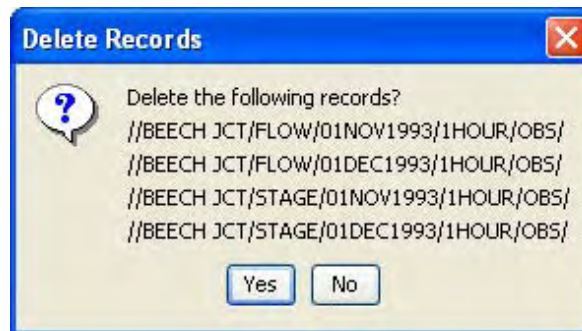 Delete Records
Delete the following records?
//BEECH JCT/FLOW/01NOV1993/1HOUR/OBS/
//BEECH JCT/FLOW/01DEC1993/1HOUR/OBS/
//BEECH JCT/STAGE/01NOV1993/1HOUR/OBS/
//BEECH JCT/STAGE/01DEC1993/1HOUR/OBS/
Yes No